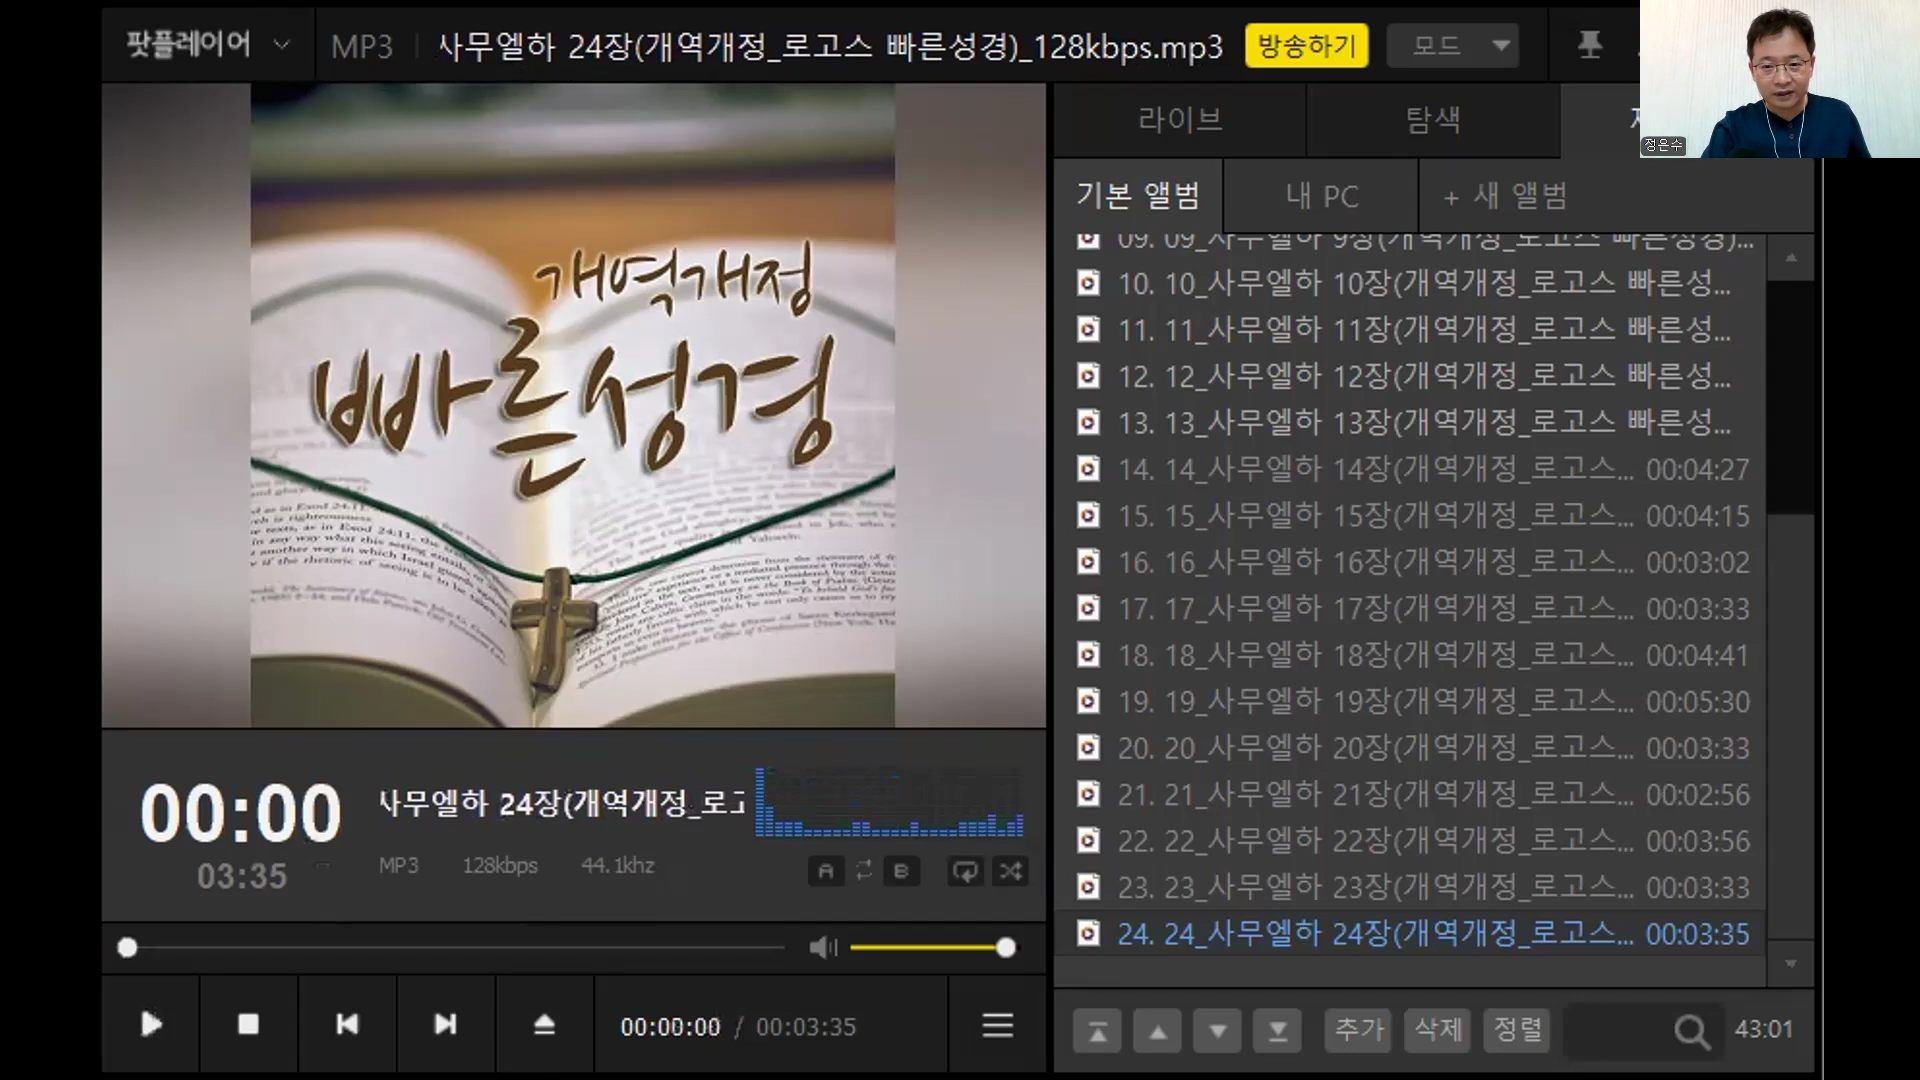 팟플레이어
MP3
사무엘하 24장(개역개정_로고스 빠른성경)_128kbps.mp3
방송하기
모드
정은수
라이브
탐색
기본 앨범
내 PC
+ 새 앨범
개역개정
빠른성경
09. 09_사무엘하 9장(개역개정_로고스 빠른성경)...
10. 10_사무엘하 10장(개역개정_로고스 빠른성...
11. 11_사무엘하 11장(개역개정_로고스 빠른성...
12. 12_사무엘하 12장(개역개정_로고스 빠른성...
13. 13_사무엘하 13장(개역개정_로고스 빠른성...
14. 14_사무엘하 14장(개역개정_로고스... 00:04:27
15. 15_사무엘하 15장(개역개정_로고스... 00:04:15
16. 16_사무엘하 16장(개역개정_로고스... 00:03:02
17. 17_사무엘하 17장(개역개정_로고스... 00:03:33
18. 18_사무엘하 18장(개역개정_로고스... 00:04:41
19. 19_사무엘하 19장(개역개정_로고스... 00:05:30
20. 20_사무엘하 20장(개역개정_로고스... 00:03:33
21. 21_사무엘하 21장(개역개정_로고스... 00:02:56
22. 22_사무엘하 22장(개역개정_로고스... 00:03:56
23. 23_사무엘하 23장(개역개정_로고스... 00:03:33
24. 24_사무엘하 24장(개역개정_로고스... 00:03:35
00:00
03:35
사무엘하 24장(개역개정_로고
MP3 128kbps 44.1khz
A B
00:00:00 / 00:03:35
추가
삭제
정렬
43:01